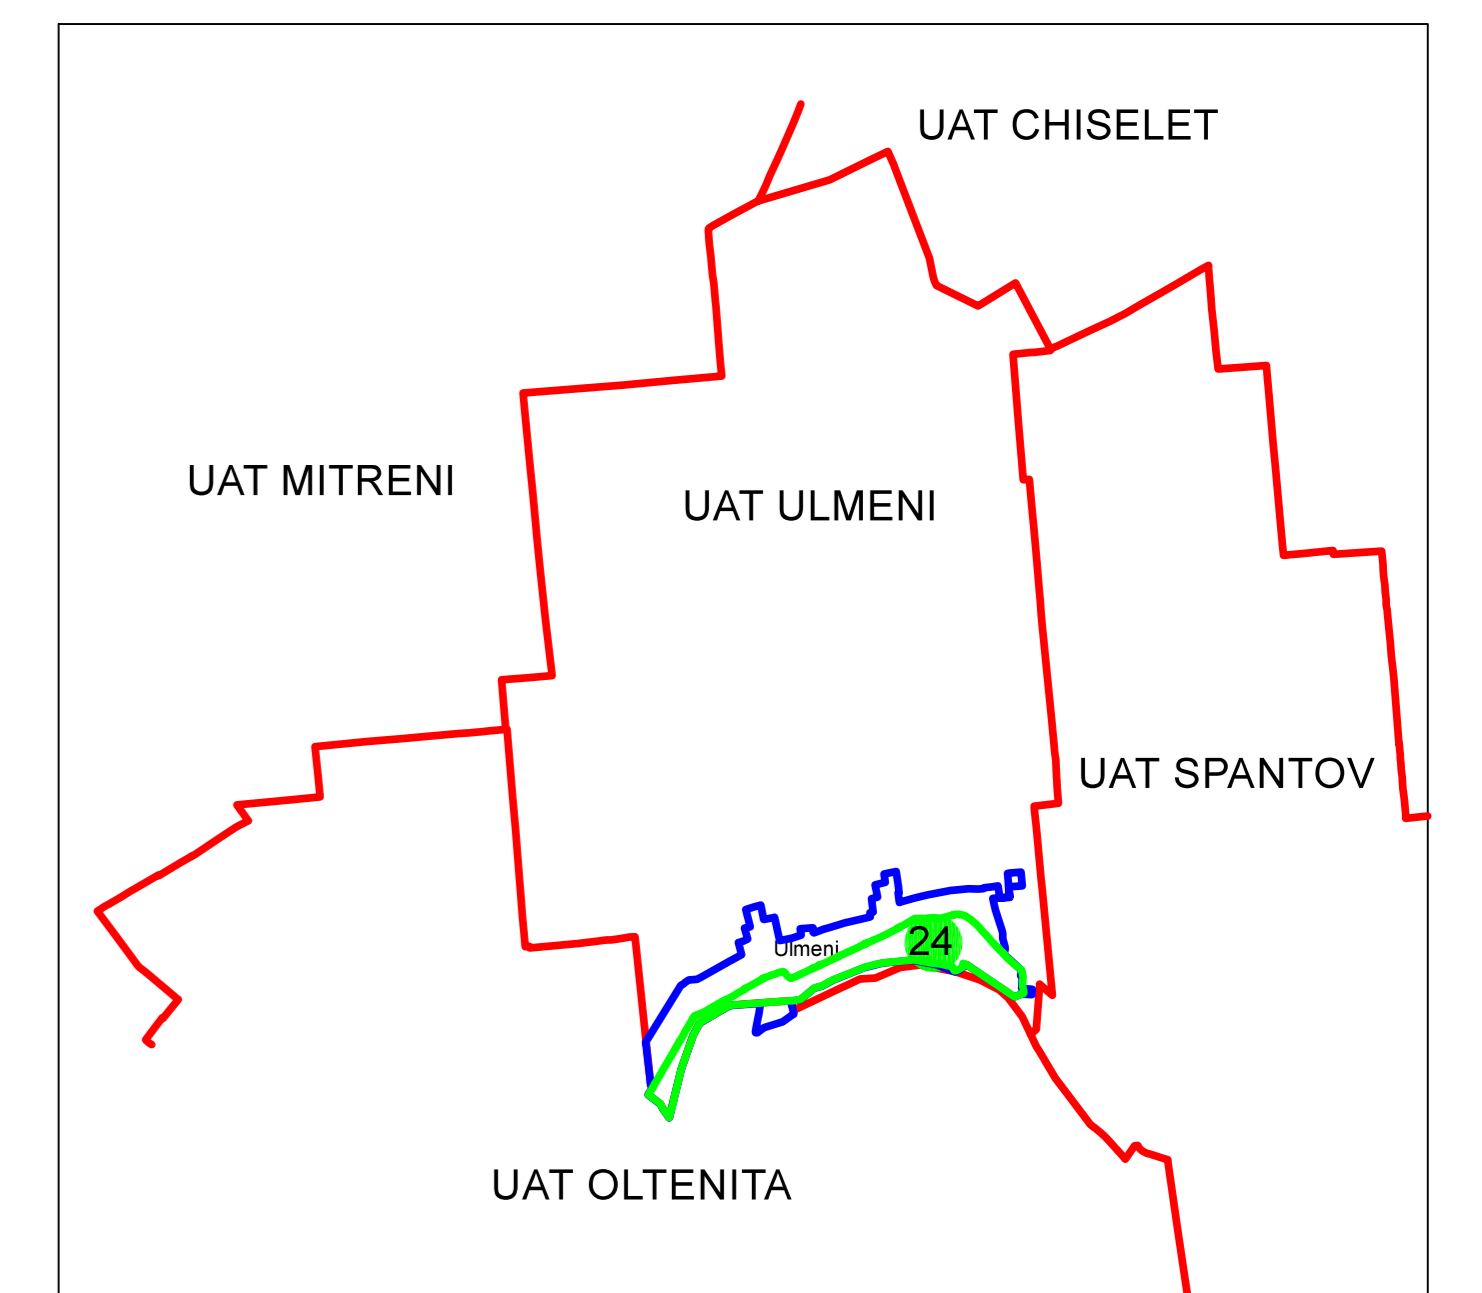 UAT CHISELET
UAT MITRENI
UAT ULMENI
UAT SPANTOV
24
Ulmeni
UAT OLTENITA